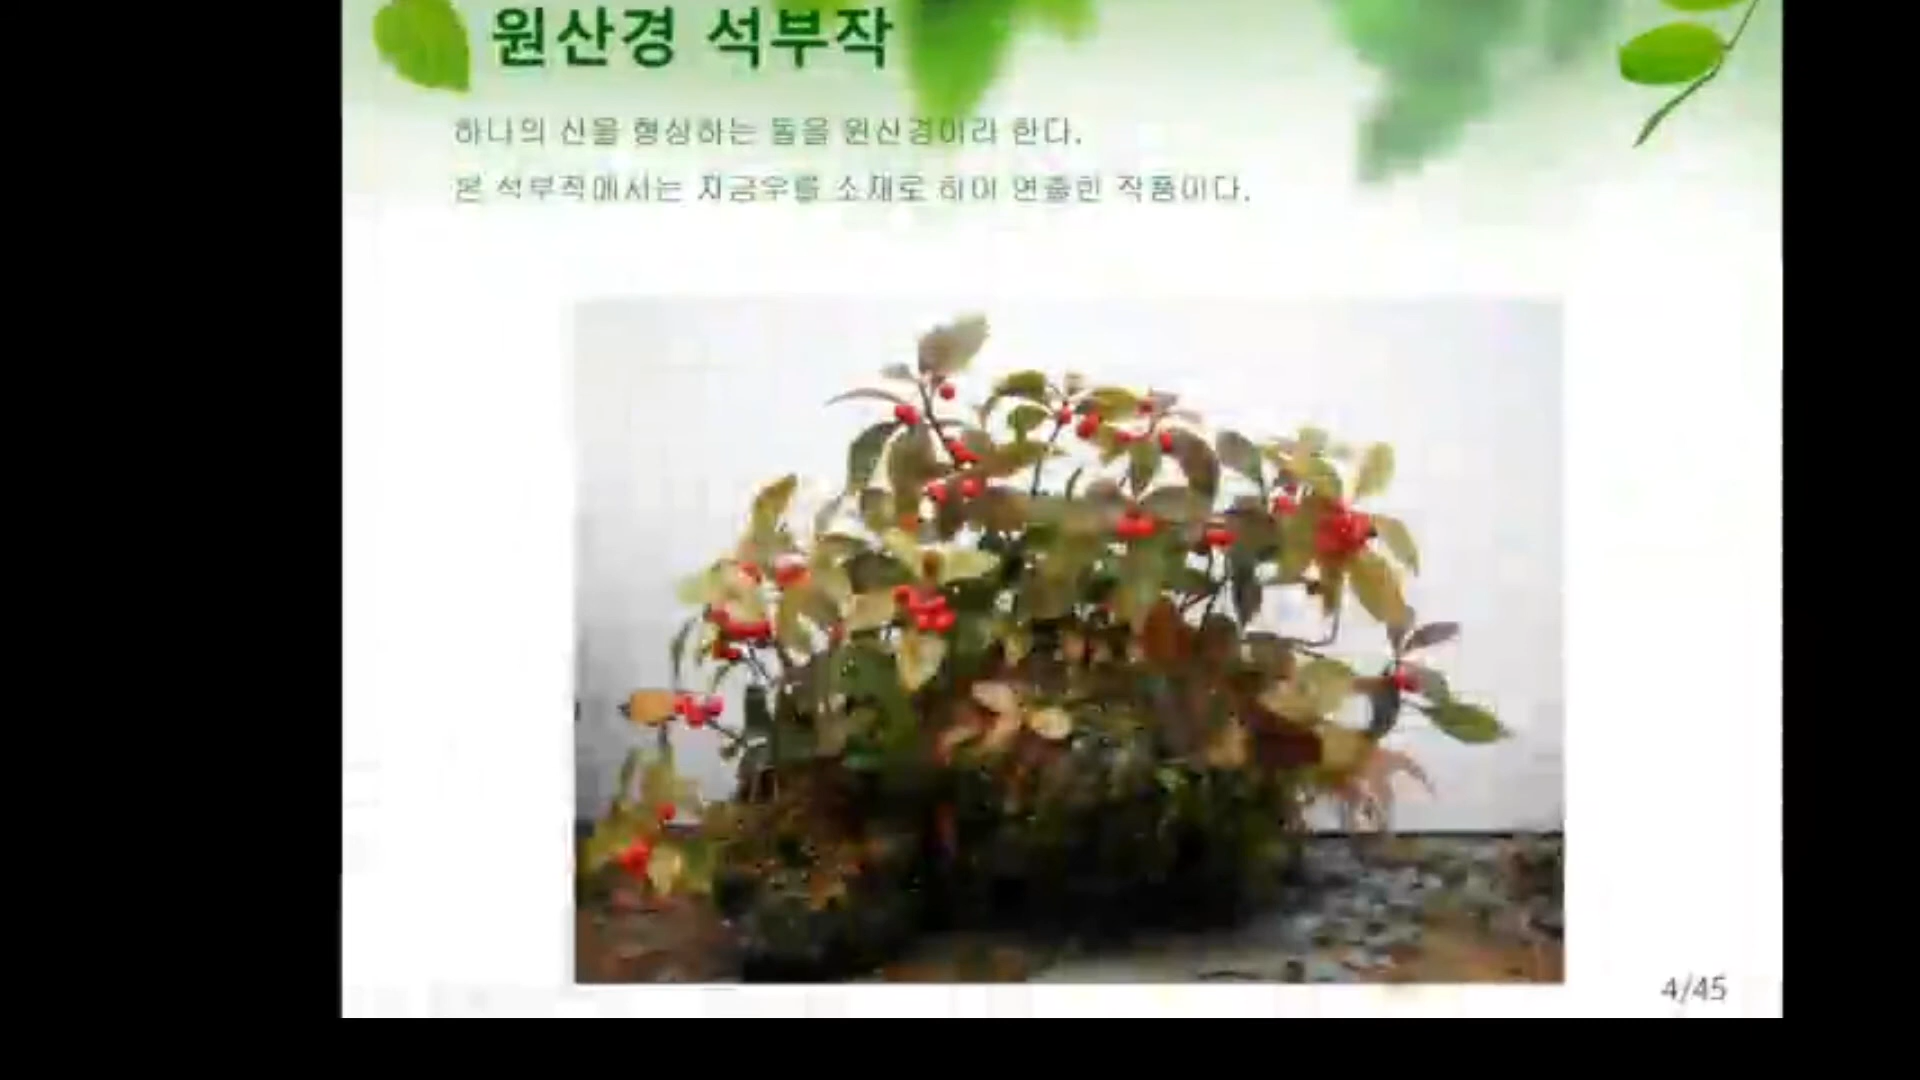 원산경 석부작
하나의 산을 형상하는 돌을 원산경이라 한다.
본 석부작에서는 자금우를 소재로 하여 연출한 작품이다.
4/45